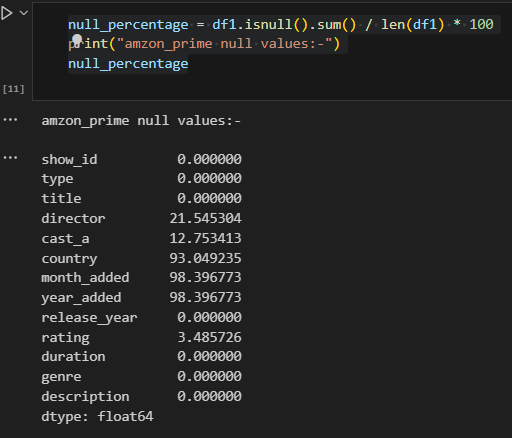 null_percentage = df1.isnull().sum() / len(df1) * 100
print("amzon_prime null values:-")
null_percentage
[11]
amzon_prime null values:-
show_id 0.000000
type 0.000000
title 0.000000
director 21.545304
cast_a 12.753413
country 93.049235
month_added 98.396773
year_added 98.396773
release_year 0.000000
rating 3.485726
duration 0.000000
genre 0.000000
description 0.000000
dtype: float64